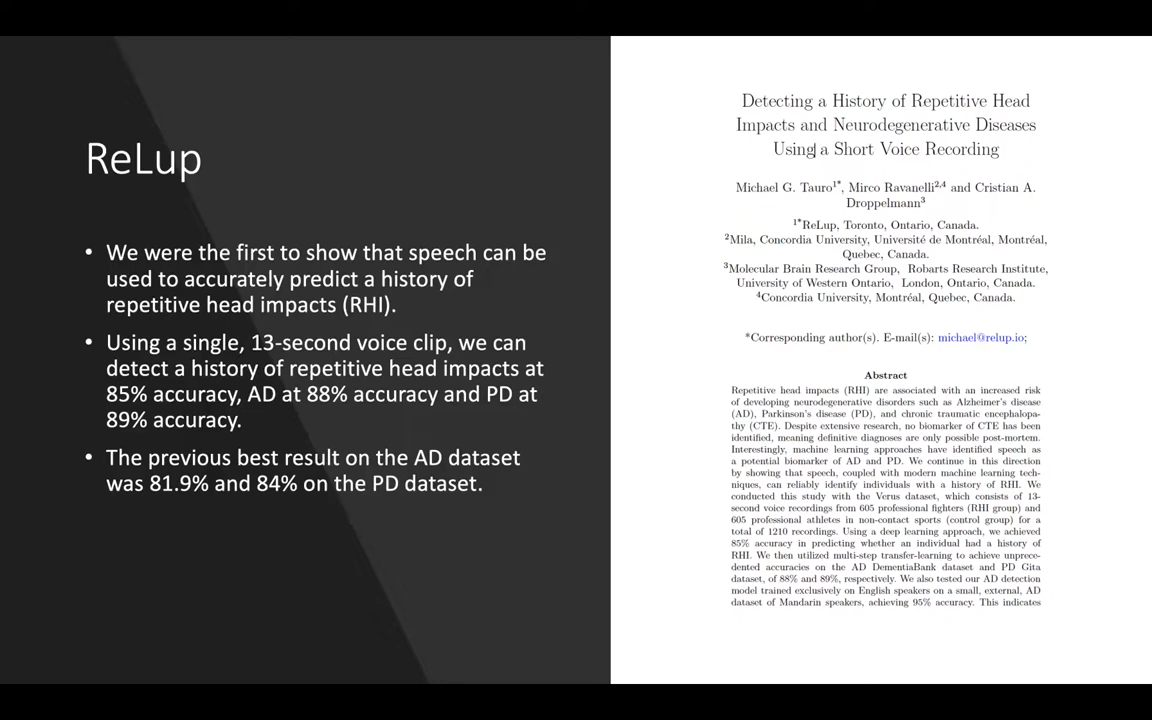 ReLup
• We were the first to show that speech can be
used to accurately predict a history of
repetitive head impacts (RHI).
• Using a single, 13-second voice clip, we can
detect a history of repetitive head impacts at
85% accuracy, AD at 88% accuracy and PD at
89% accuracy.
• The previous best result on the AD dataset
was 81.9% and 84% on the PD dataset.
Detecting a History of Repetitive Head
Impacts and Neurodegenerative Diseases
Using a Short Voice Recording
Michael G. Tauro1*, Mirco Ravanelli2,4 and Cristian A.
Droppelmann3
1*ReLup, Toronto, Ontario, Canada.
2Mila, Concordia University, Université de Montréal, Montréal,
Quebec, Canada.
3Molecular Brain Research Group, Robarts Research Institute,
University of Western Ontario, London, Ontario, Canada.
4Concordia University, Montréal, Quebec, Canada.
*Corresponding author(s). E-mail(s): michael@relup.io;
Abstract
Repetitive head impacts (RHI) are associated with an increased risk
of developing neurodegenerative disorders such as Alzheimer's disease
(AD), Parkinson's disease (PD), and chronic traumatic encephalopa-
thy (CTE). Despite extensive research, no biomarker of CTE has been
identified, meaning definitive diagnoses are only possible post-mortem.
Interestingly, machine learning approaches have identified speech as
a potential biomarker of AD and PD. We continue in this direction
by showing that speech, coupled with modern machine learning tech-
niques, can reliably identify individuals with a history of RHI. We
conducted this study with the Verus dataset, which consists of 13-
second voice recordings from 605 professional fighters (RHI group) and
605 professional athletes in non-contact sports (control group) for a
total of 1210 recordings. Using a deep learning approach, we achieved
85% accuracy in predicting whether an individual had a history of
RHI. We then utilized multi-step transfer-learning to achieve unprece-
dented accuracies on the AD DementiaBank dataset and PD Gita
dataset, of 88% and 89%, respectively. We also tested our AD detection
model trained exclusively on English speakers on a small, external, AD
dataset of Mandarin speakers, achieving 95% accuracy. This indicates